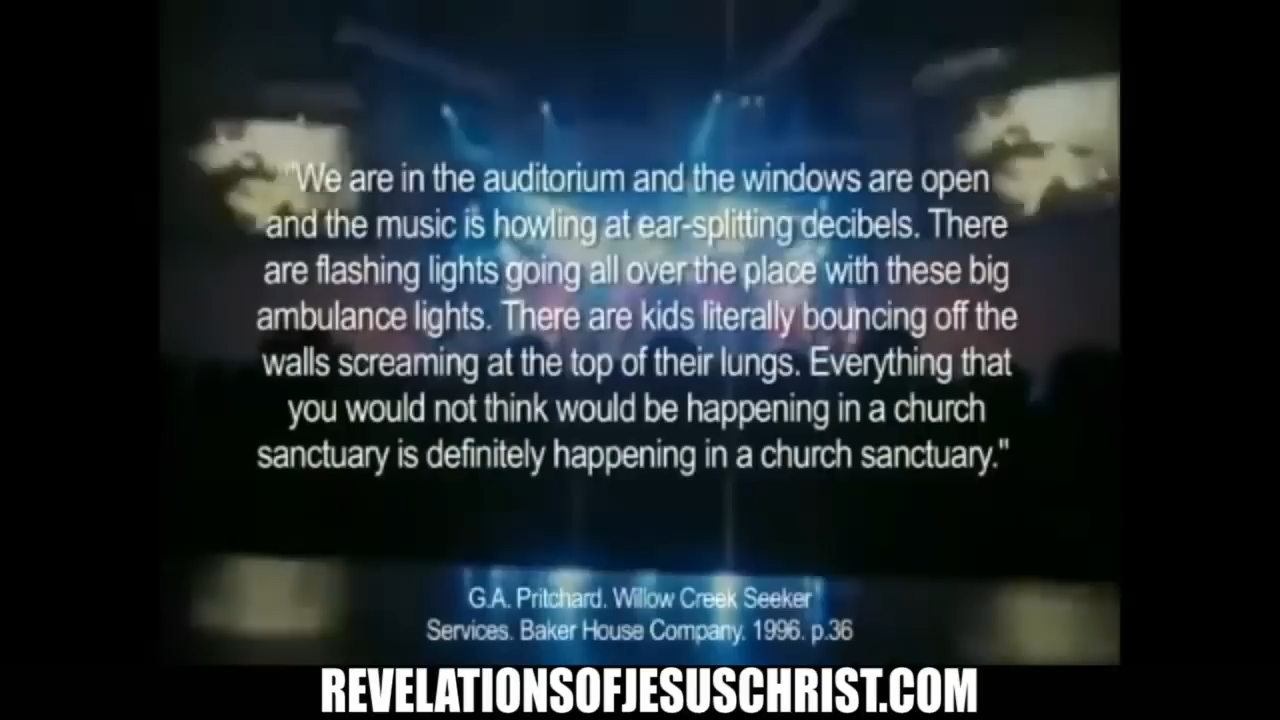 "We are in the auditorium and the windows are open
and the music is howling at ear-splitting decibels. There
are flashing lights going all over the place with these big
ambulance lights. There are kids literally bouncing off the
walls screaming at the top of their lungs. Everything that
you would not think would be happening in a church
sanctuary is definitely happening in a church sanctuary."
G.A. Pritchard. Willow Creek Seeker
Services. Baker House Company. 1996. p.36
REVELATIONSOFJESUSCHRIST.COM